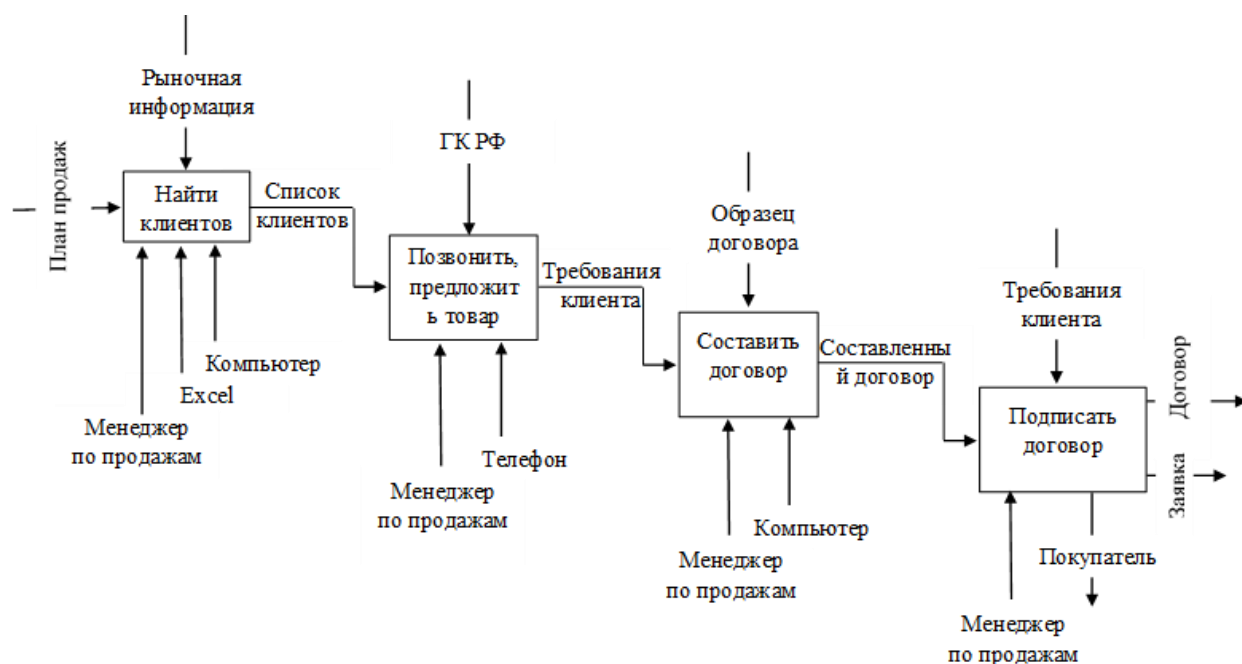 Рыночная
информация
План продаж
Найти
клиентов
Список
клиентов
Компьютер
Excel
Менеджер
по продажам
ГК РФ
Позвонить,
предложит
ь товар
Требования
клиента
Телефон
Менеджер
по продажам
Образец
договора
Составить
договор
Составленны
й договор
Компьютер
Менеджер
по продажам
Требования
клиента
Подписать
договор
Договор
Заявка
Покупатель
Менеджер
по продажам